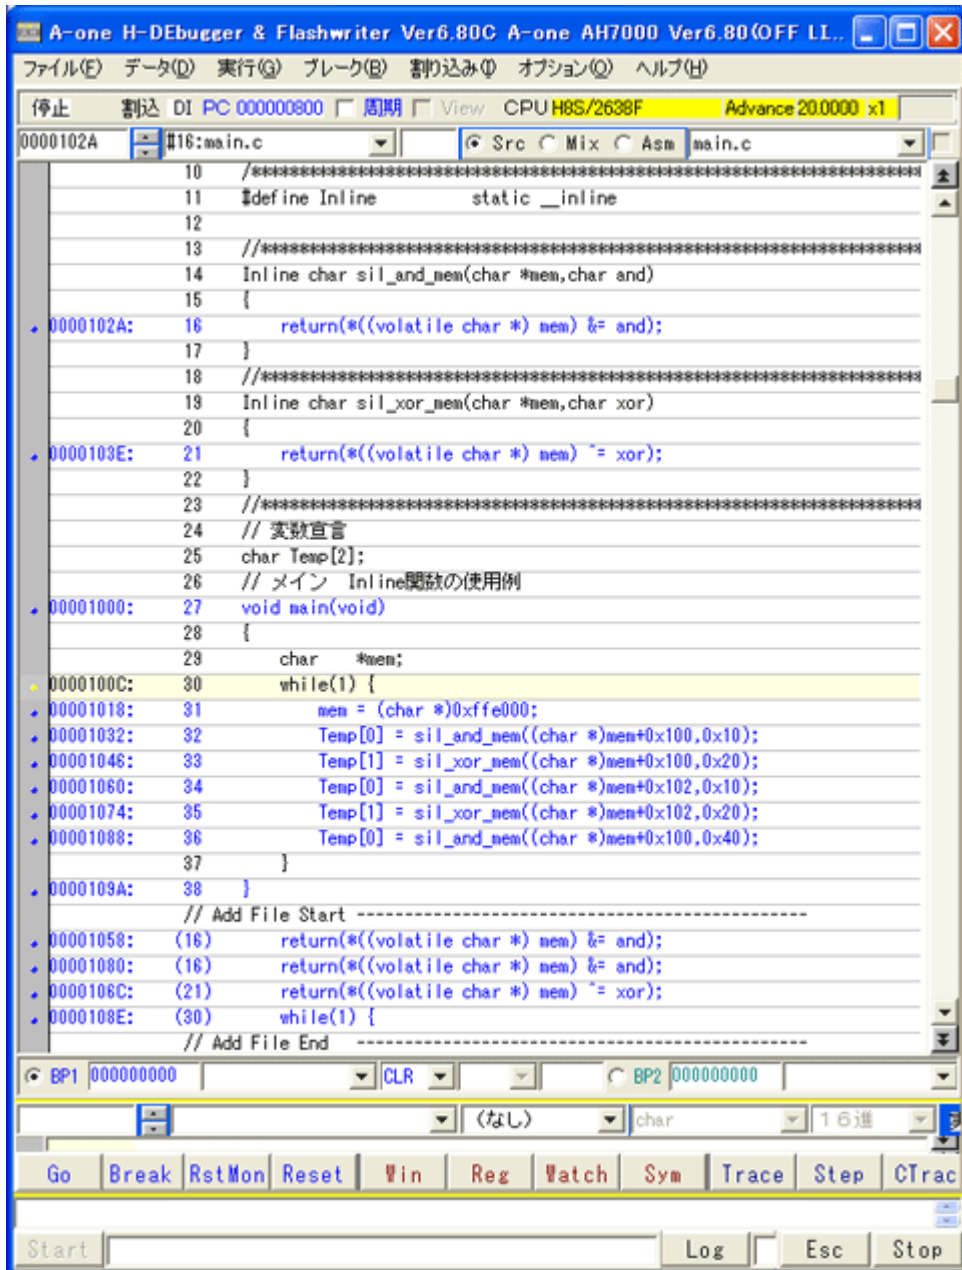 A-one H-DEbugger & Flashwriter Ver6.80C A-one AH7000 Ver6.80(OFF LI..
ファイル(F) データ(D) 実行(G) ブレーク(B) 割り込み(I) オプション(O) ヘルプ(H)
停止 割込 DI PC 000000800 周期 View CPU H8S/2638F Advance 20.0000 x1
0000102A #16:main.c Src Mix Asm main.c
10 /**********************************************************************
11 #define Inline static __inline
12
13 //*********************************************************************
14 Inline char sil_and_mem(char *mem,char and)
15 {
0000102A: 16 return(*((volatile char *) mem) &= and);
17 }
18 //*********************************************************************
19 Inline char sil_xor_mem(char *mem,char xor)
20 {
0000103E: 21 return(*((volatile char *) mem) ^= xor);
22 }
23 //*********************************************************************
24 // 変数宣言
25 char Temp[2];
26 // メイン Inline関数の使用例
00001000: 27 void main(void)
28 {
29 char *mem;
0000100C: 30 while(1) {
00001018: 31 mem = (char *)0xffe000;
00001032: 32 Temp[0] = sil_and_mem((char *)mem+0x100,0x10);
00001046: 33 Temp[1] = sil_xor_mem((char *)mem+0x100,0x20);
00001060: 34 Temp[0] = sil_and_mem((char *)mem+0x102,0x10);
00001074: 35 Temp[1] = sil_xor_mem((char *)mem+0x102,0x20);
00001088: 36 Temp[0] = sil_and_mem((char *)mem+0x100,0x40);
37 }
0000109A: 38 }
// Add File Start -----------------------------------------------
00001058: (16) return(*((volatile char *) mem) &= and);
00001080: (16) return(*((volatile char *) mem) &= and);
0000106C: (21) return(*((volatile char *) mem) ^= xor);
0000108E: (30) while(1) {
// Add File End -----------------------------------------------
BP1 000000000 CLR BP2 000000000
(なし) char 16進
Go Break RstMon Reset Win Reg Watch Sym Trace Step CTrac
Start Log Esc Stop